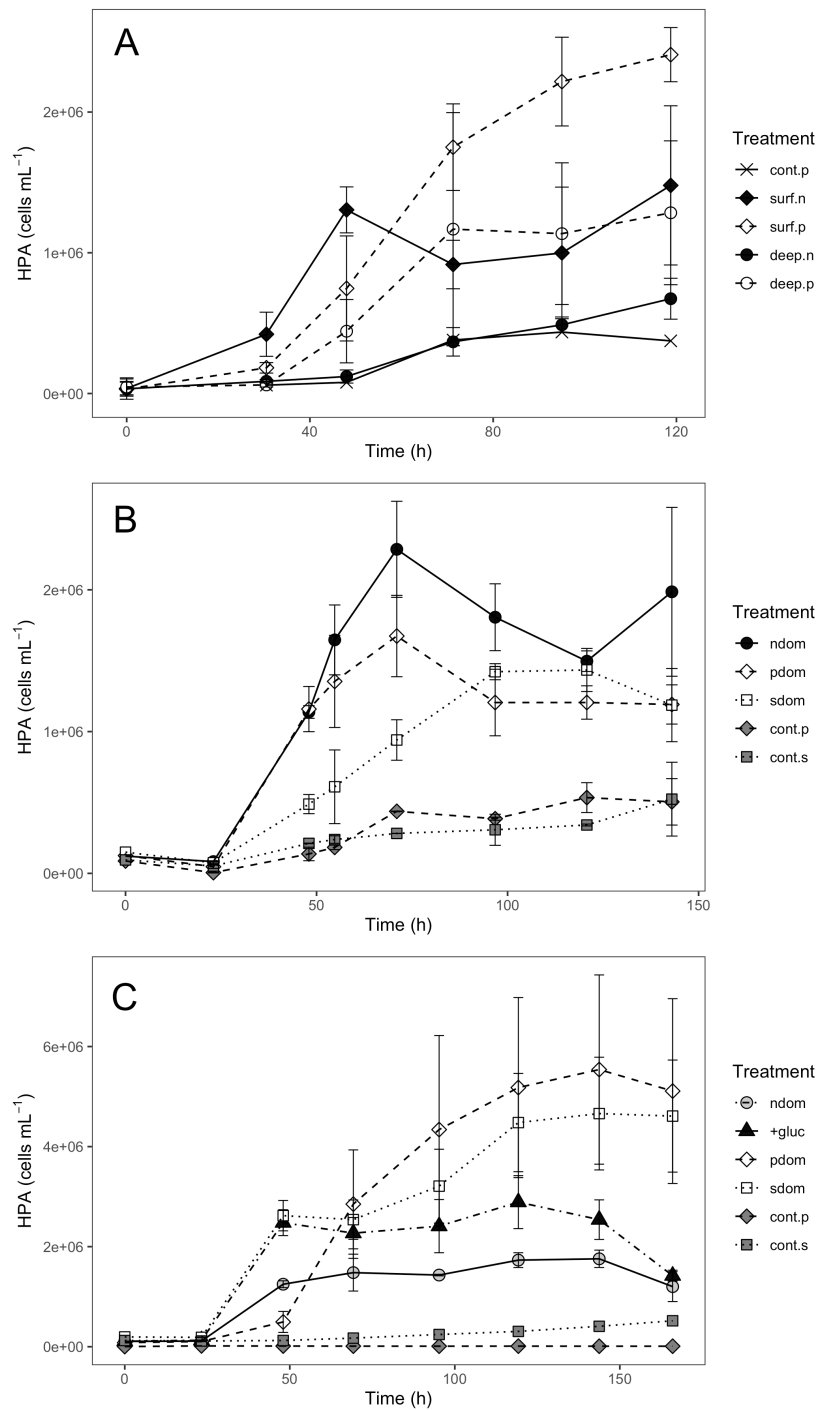 A
2e+06
1e+06
0e+00
HPA (cells mL−1)
0 40 80 120
Time (h)
Treatment
cont.p
surf.n
surf.p
deep.n
deep.p
B
2e+06
1e+06
0e+00
HPA (cells mL−1)
0 50 100 150
Time (h)
Treatment
ndom
pdom
sdom
cont.p
cont.s
C
6e+06
4e+06
2e+06
0e+00
HPA (cells mL−1)
0 50 100 150
Time (h)
Treatment
ndom
+gluc
pdom
sdom
cont.p
cont.s